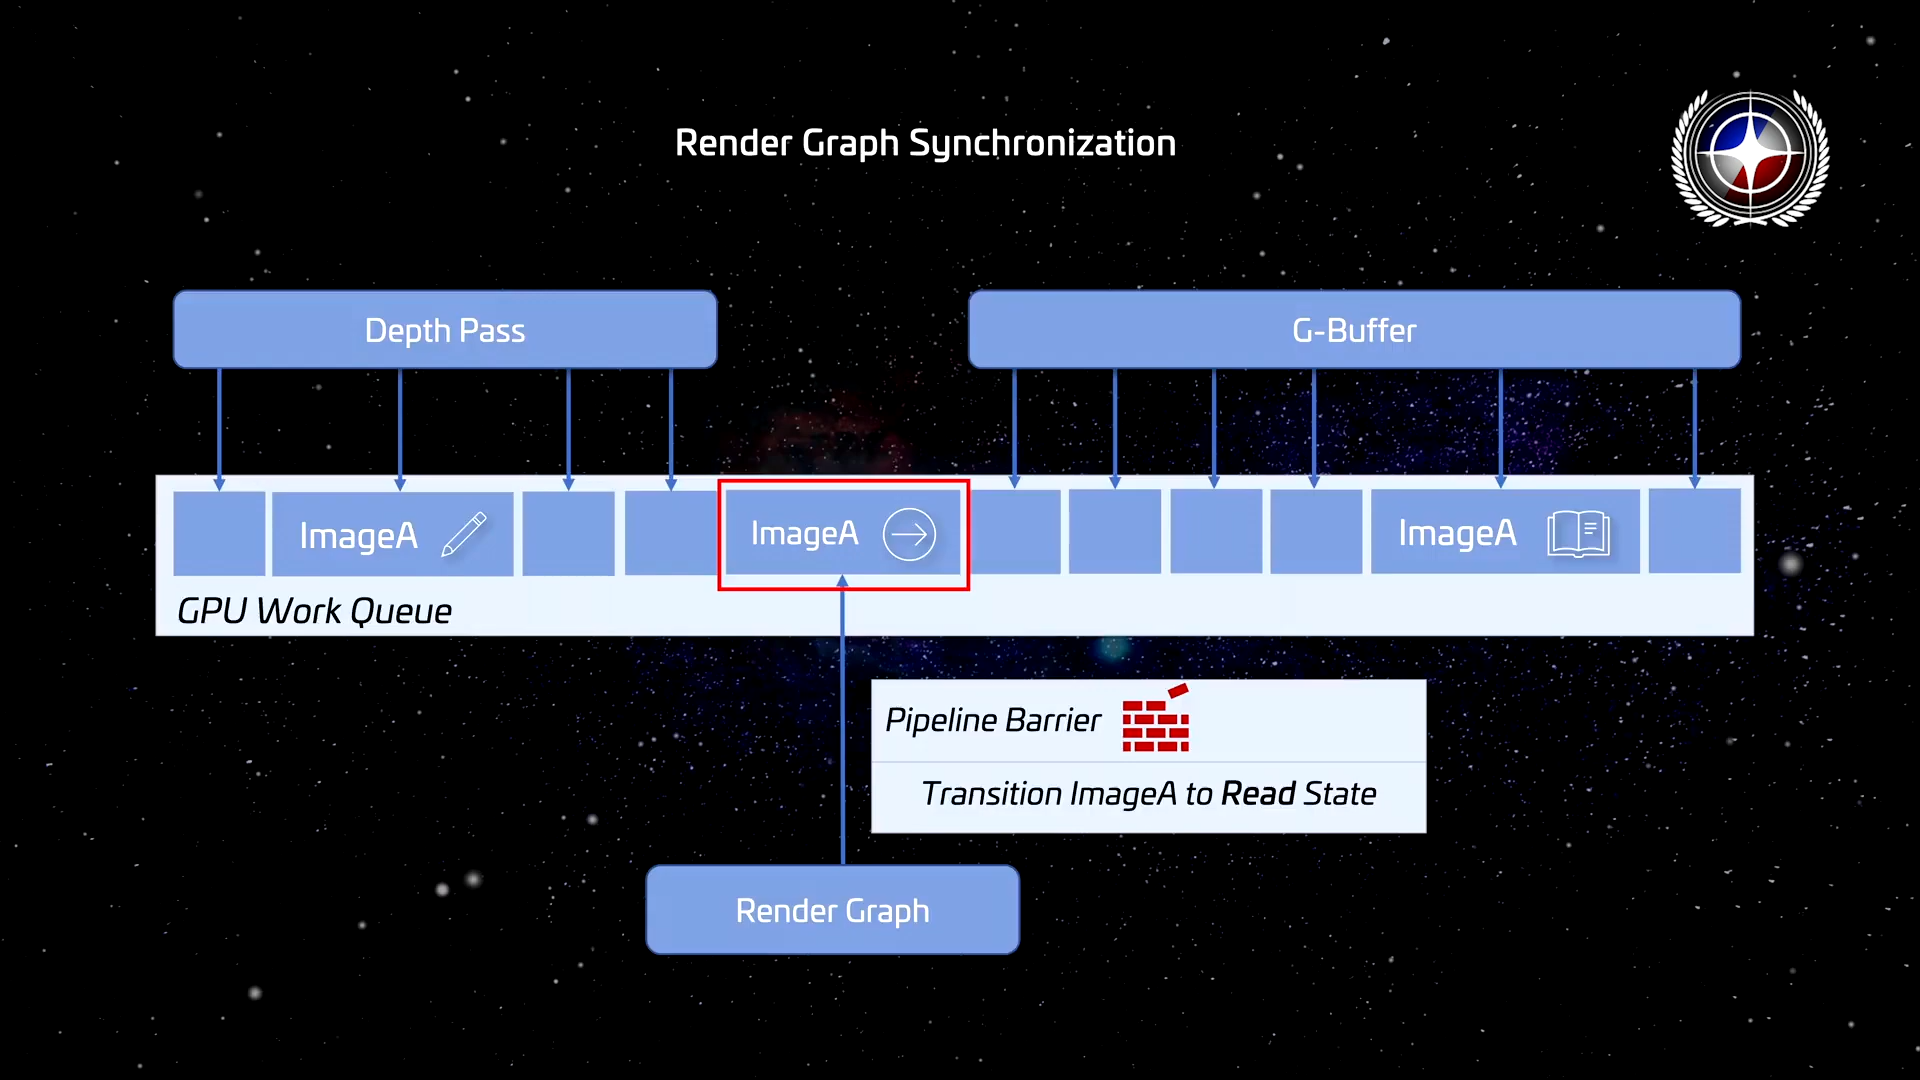 Render Graph Synchronization
Depth Pass
G-Buffer
ImageA
ImageA
ImageA
GPU Work Queue
Pipeline Barrier
Transition ImageA to Read State
Render Graph